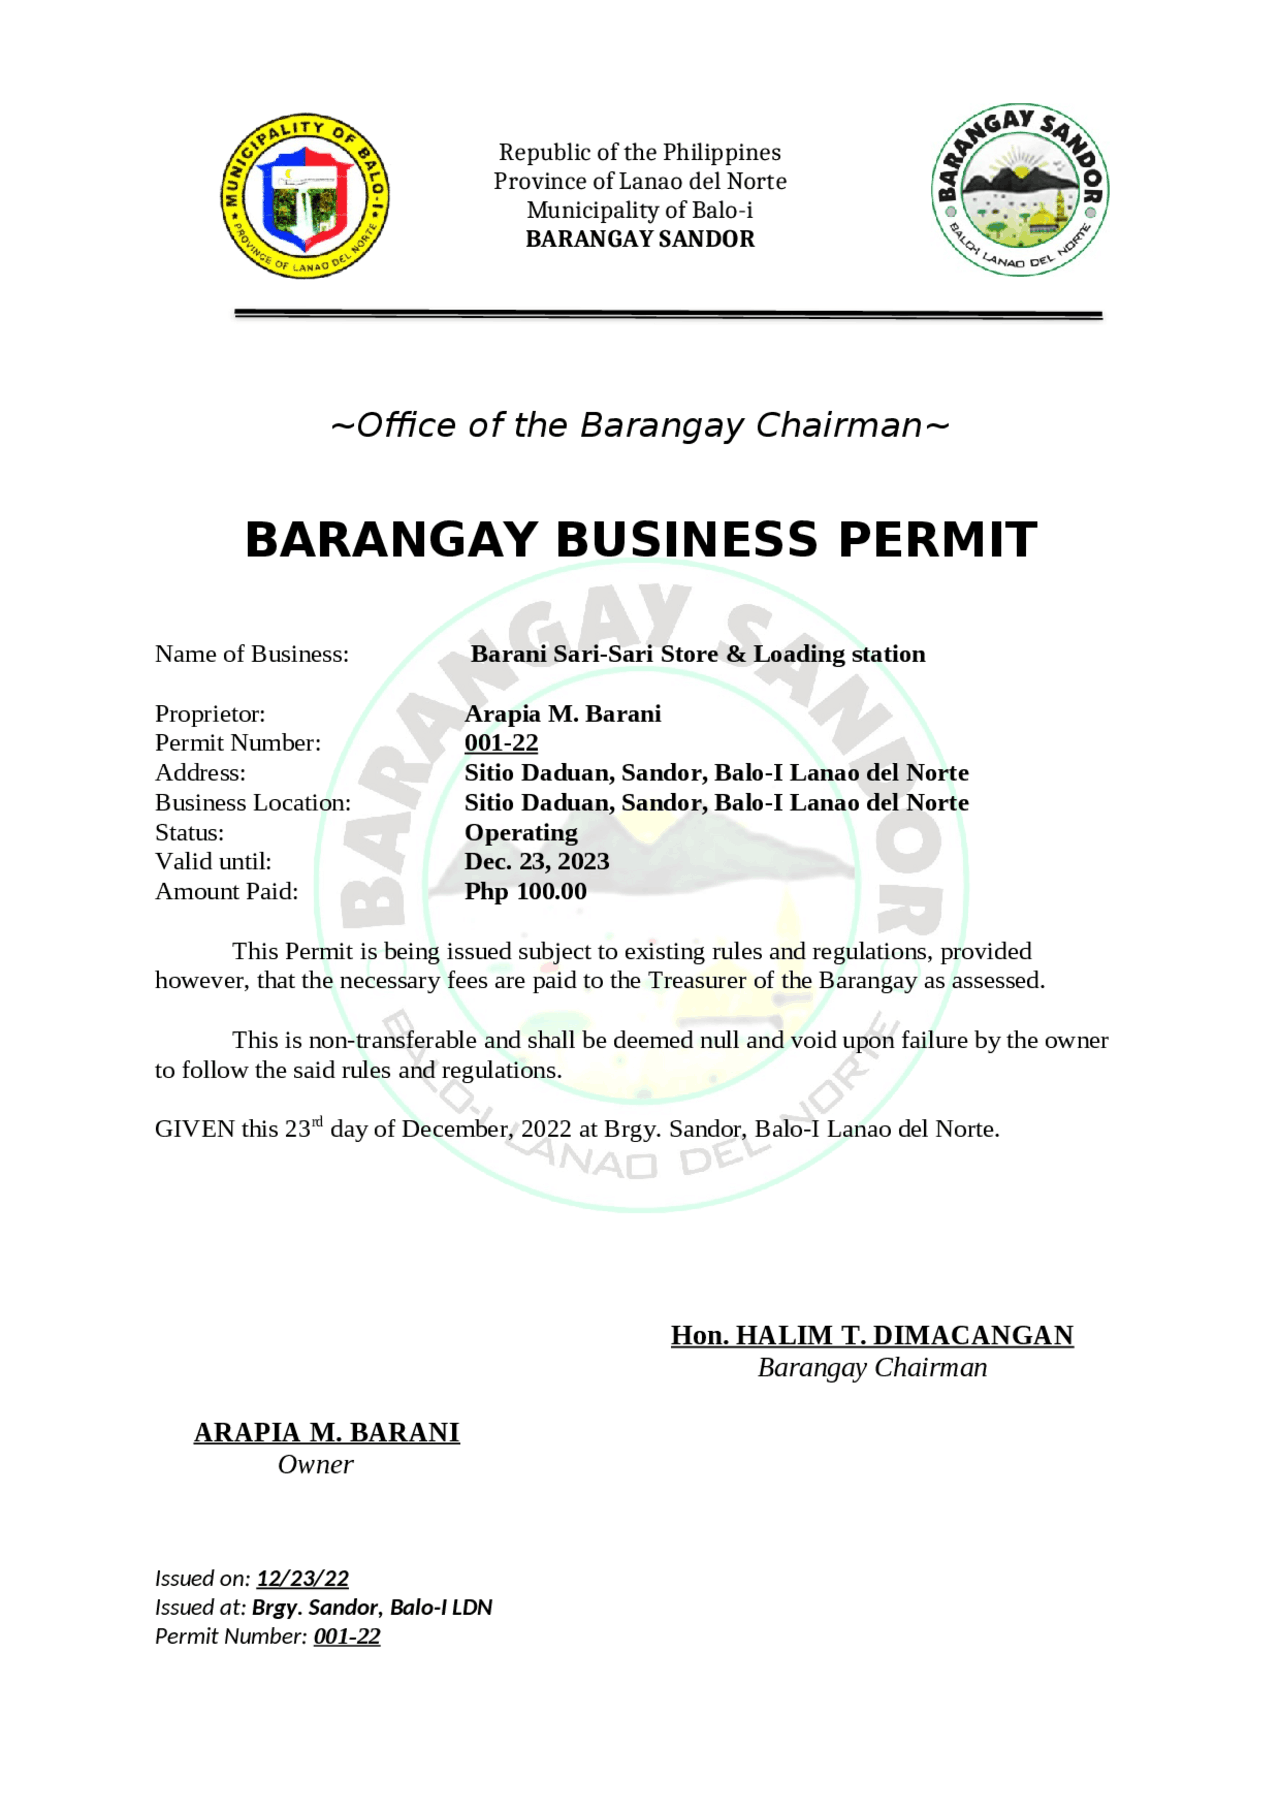 MUNICIPALITY OF BALO-I
PROVINCE OF LANAO DEL NORTE
Republic of the Philippines
Province of Lanao del Norte
Municipality of Balo-i
BARANGAY SANDOR
BARANGAY SANDOR
BALO-I LANAO DEL NORTE
~Office of the Barangay Chairman~
BARANGAY BUSINESS PERMIT
BARANGAY SANDOR
BALO-I LANAO DEL NORTE
Name of Business: Barani Sari-Sari Store & Loading station
Proprietor: Arapia M. Barani
Permit Number: 001-22
Address: Sitio Daduan, Sandor, Balo-I Lanao del Norte
Business Location: Sitio Daduan, Sandor, Balo-I Lanao del Norte
Status: Operating
Valid until: Dec. 23, 2023
Amount Paid: Php 100.00
This Permit is being issued subject to existing rules and regulations, provided
however, that the necessary fees are paid to the Treasurer of the Barangay as assessed.
This is non-transferable and shall be deemed null and void upon failure by the owner
to follow the said rules and regulations.
GIVEN this 23rd day of December, 2022 at Brgy. Sandor, Balo-I Lanao del Norte.
Hon. HALIM T. DIMACANGAN
Barangay Chairman
ARAPIA M. BARANI
Owner
Issued on: 12/23/22
Issued at: Brgy. Sandor, Balo-I LDN
Permit Number: 001-22